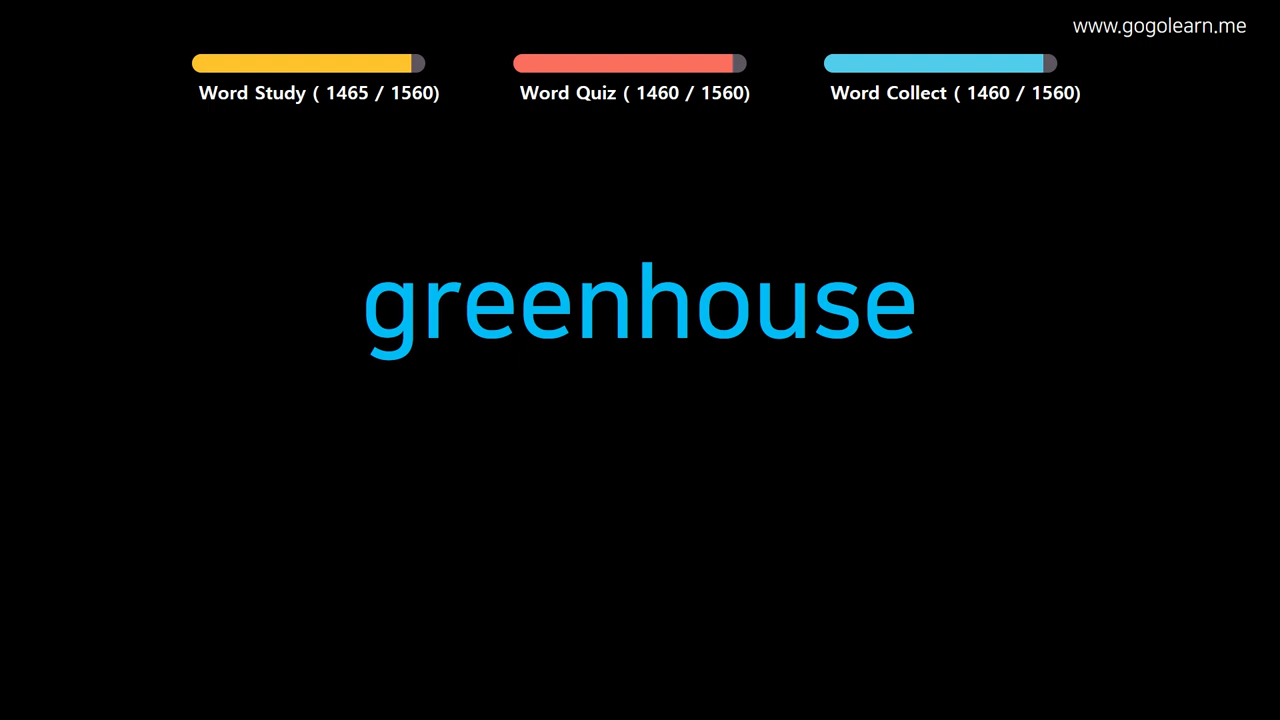 www.gogolearn.me
Word Study ( 1465 / 1560)
Word Quiz ( 1460 / 1560)
Word Collect ( 1460 / 1560)
greenhouse